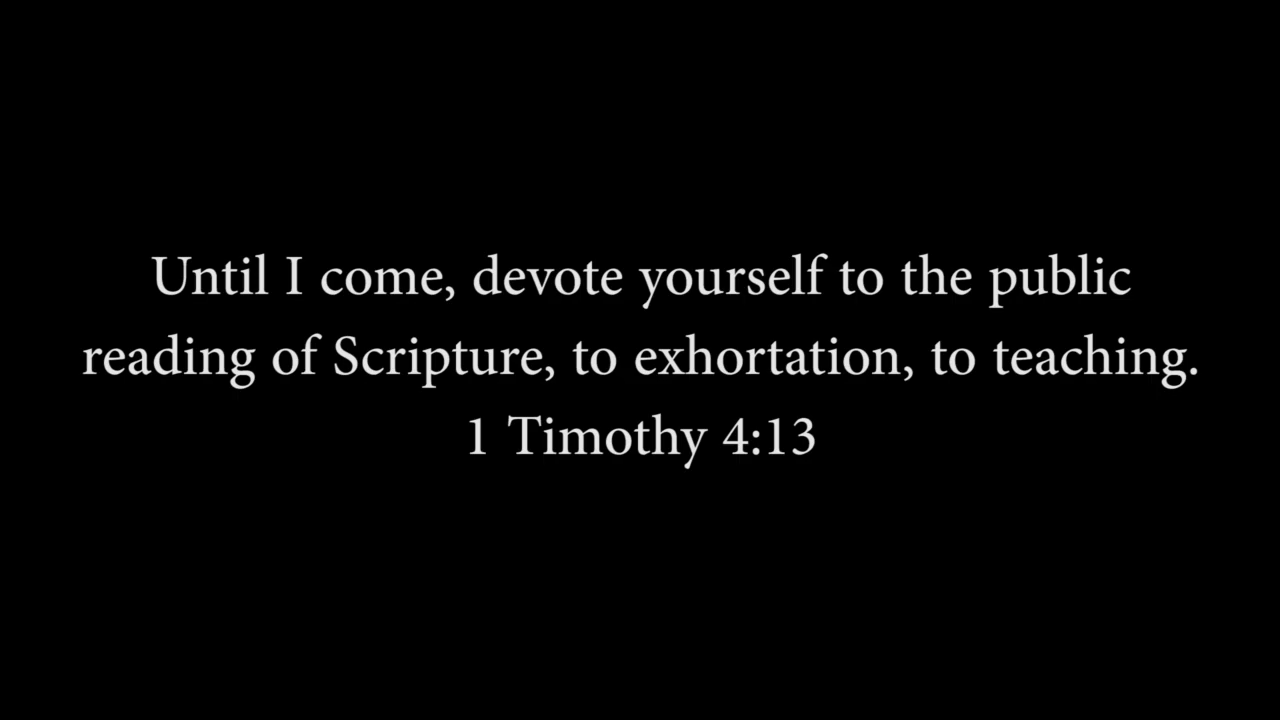 Until I come, devote yourself to the public
reading of Scripture, to exhortation, to teaching.
1 Timothy 4:13